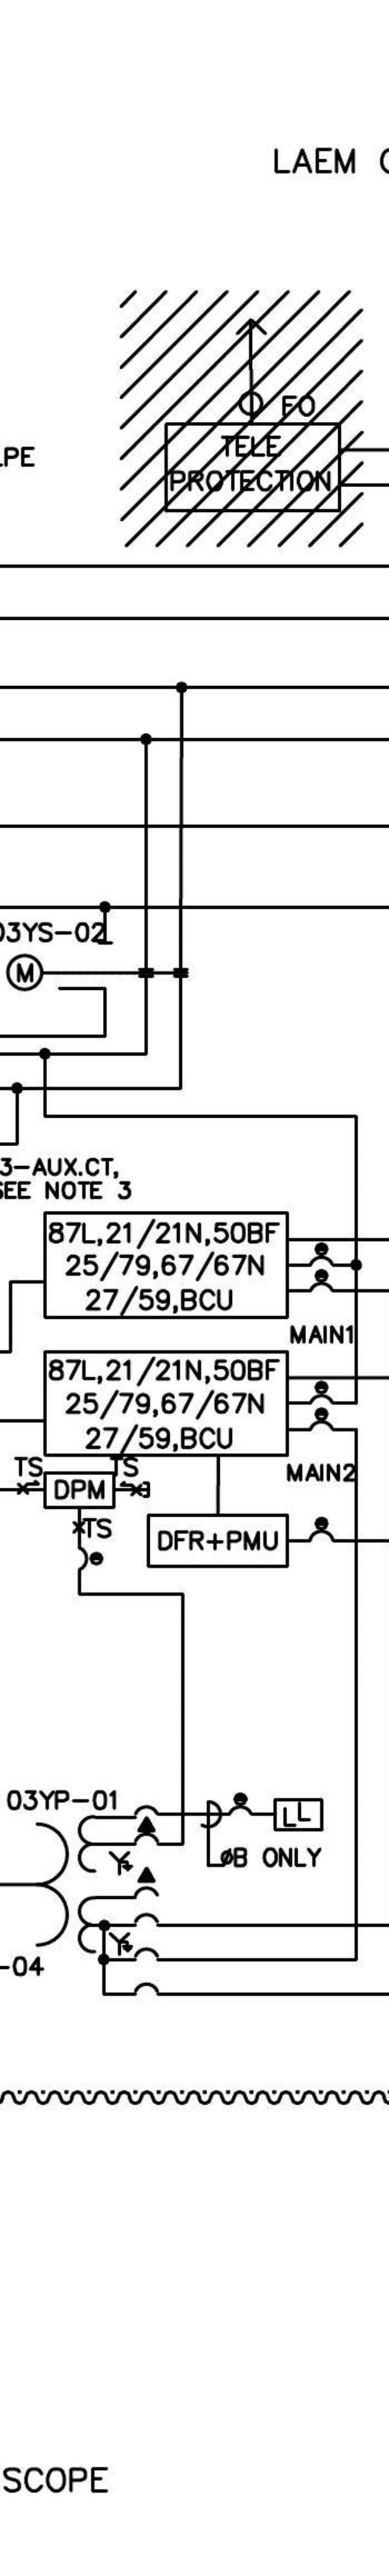 LAEM
FO
LPE
TELE
PROTECTION
03YS-02
M
3-AUX.CT,
SEE NOTE 3
87L,21/21N,50BF
25/79,67/67N
27/59,BCU
MAIN1
87L,21/21N,50BF
25/79,67/67N
27/59,BCU
MAIN2
TS TS
DPM
TS
DFR+PMU
03YP-01
LL
øB ONLY
Y
Y
-04
SCOPE